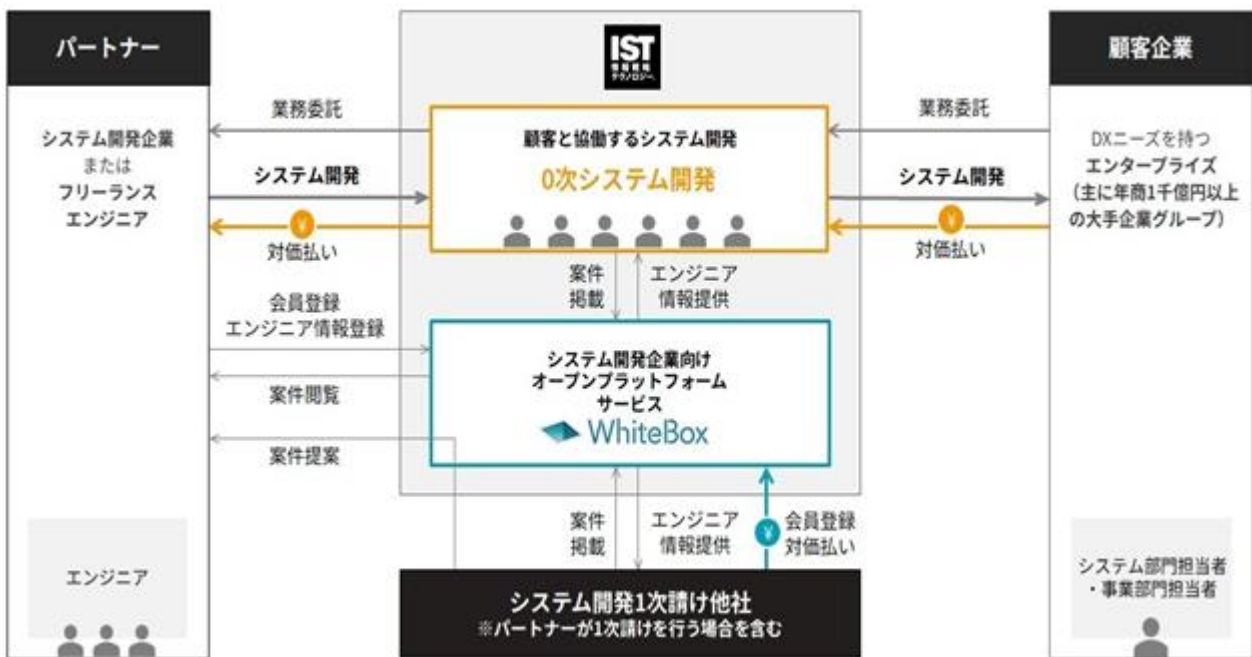 パートナー
システム開発企業
または
フリーランス
エンジニア
エンジニア
IST
情報戦略
テクノロジー
顧客と協働するシステム開発
0次システム開発
業務委託
システム開発
¥
対価払い
業務委託
システム開発
¥
対価払い
案件
掲載
エンジニア
情報提供
会員登録
エンジニア情報登録
案件閲覧
案件提案
システム開発企業向け
オープンプラットフォーム
サービス
WhiteBox
案件
掲載
エンジニア
情報提供
¥
会員登録
対価払い
システム開発1次請け他社
※パートナーが1次請けを行う場合を含む
顧客企業
DXニーズを持つ
エンタープライズ
（主に年商1千億円以上
の大手企業グループ）
システム部門担当者
・事業部門担当者